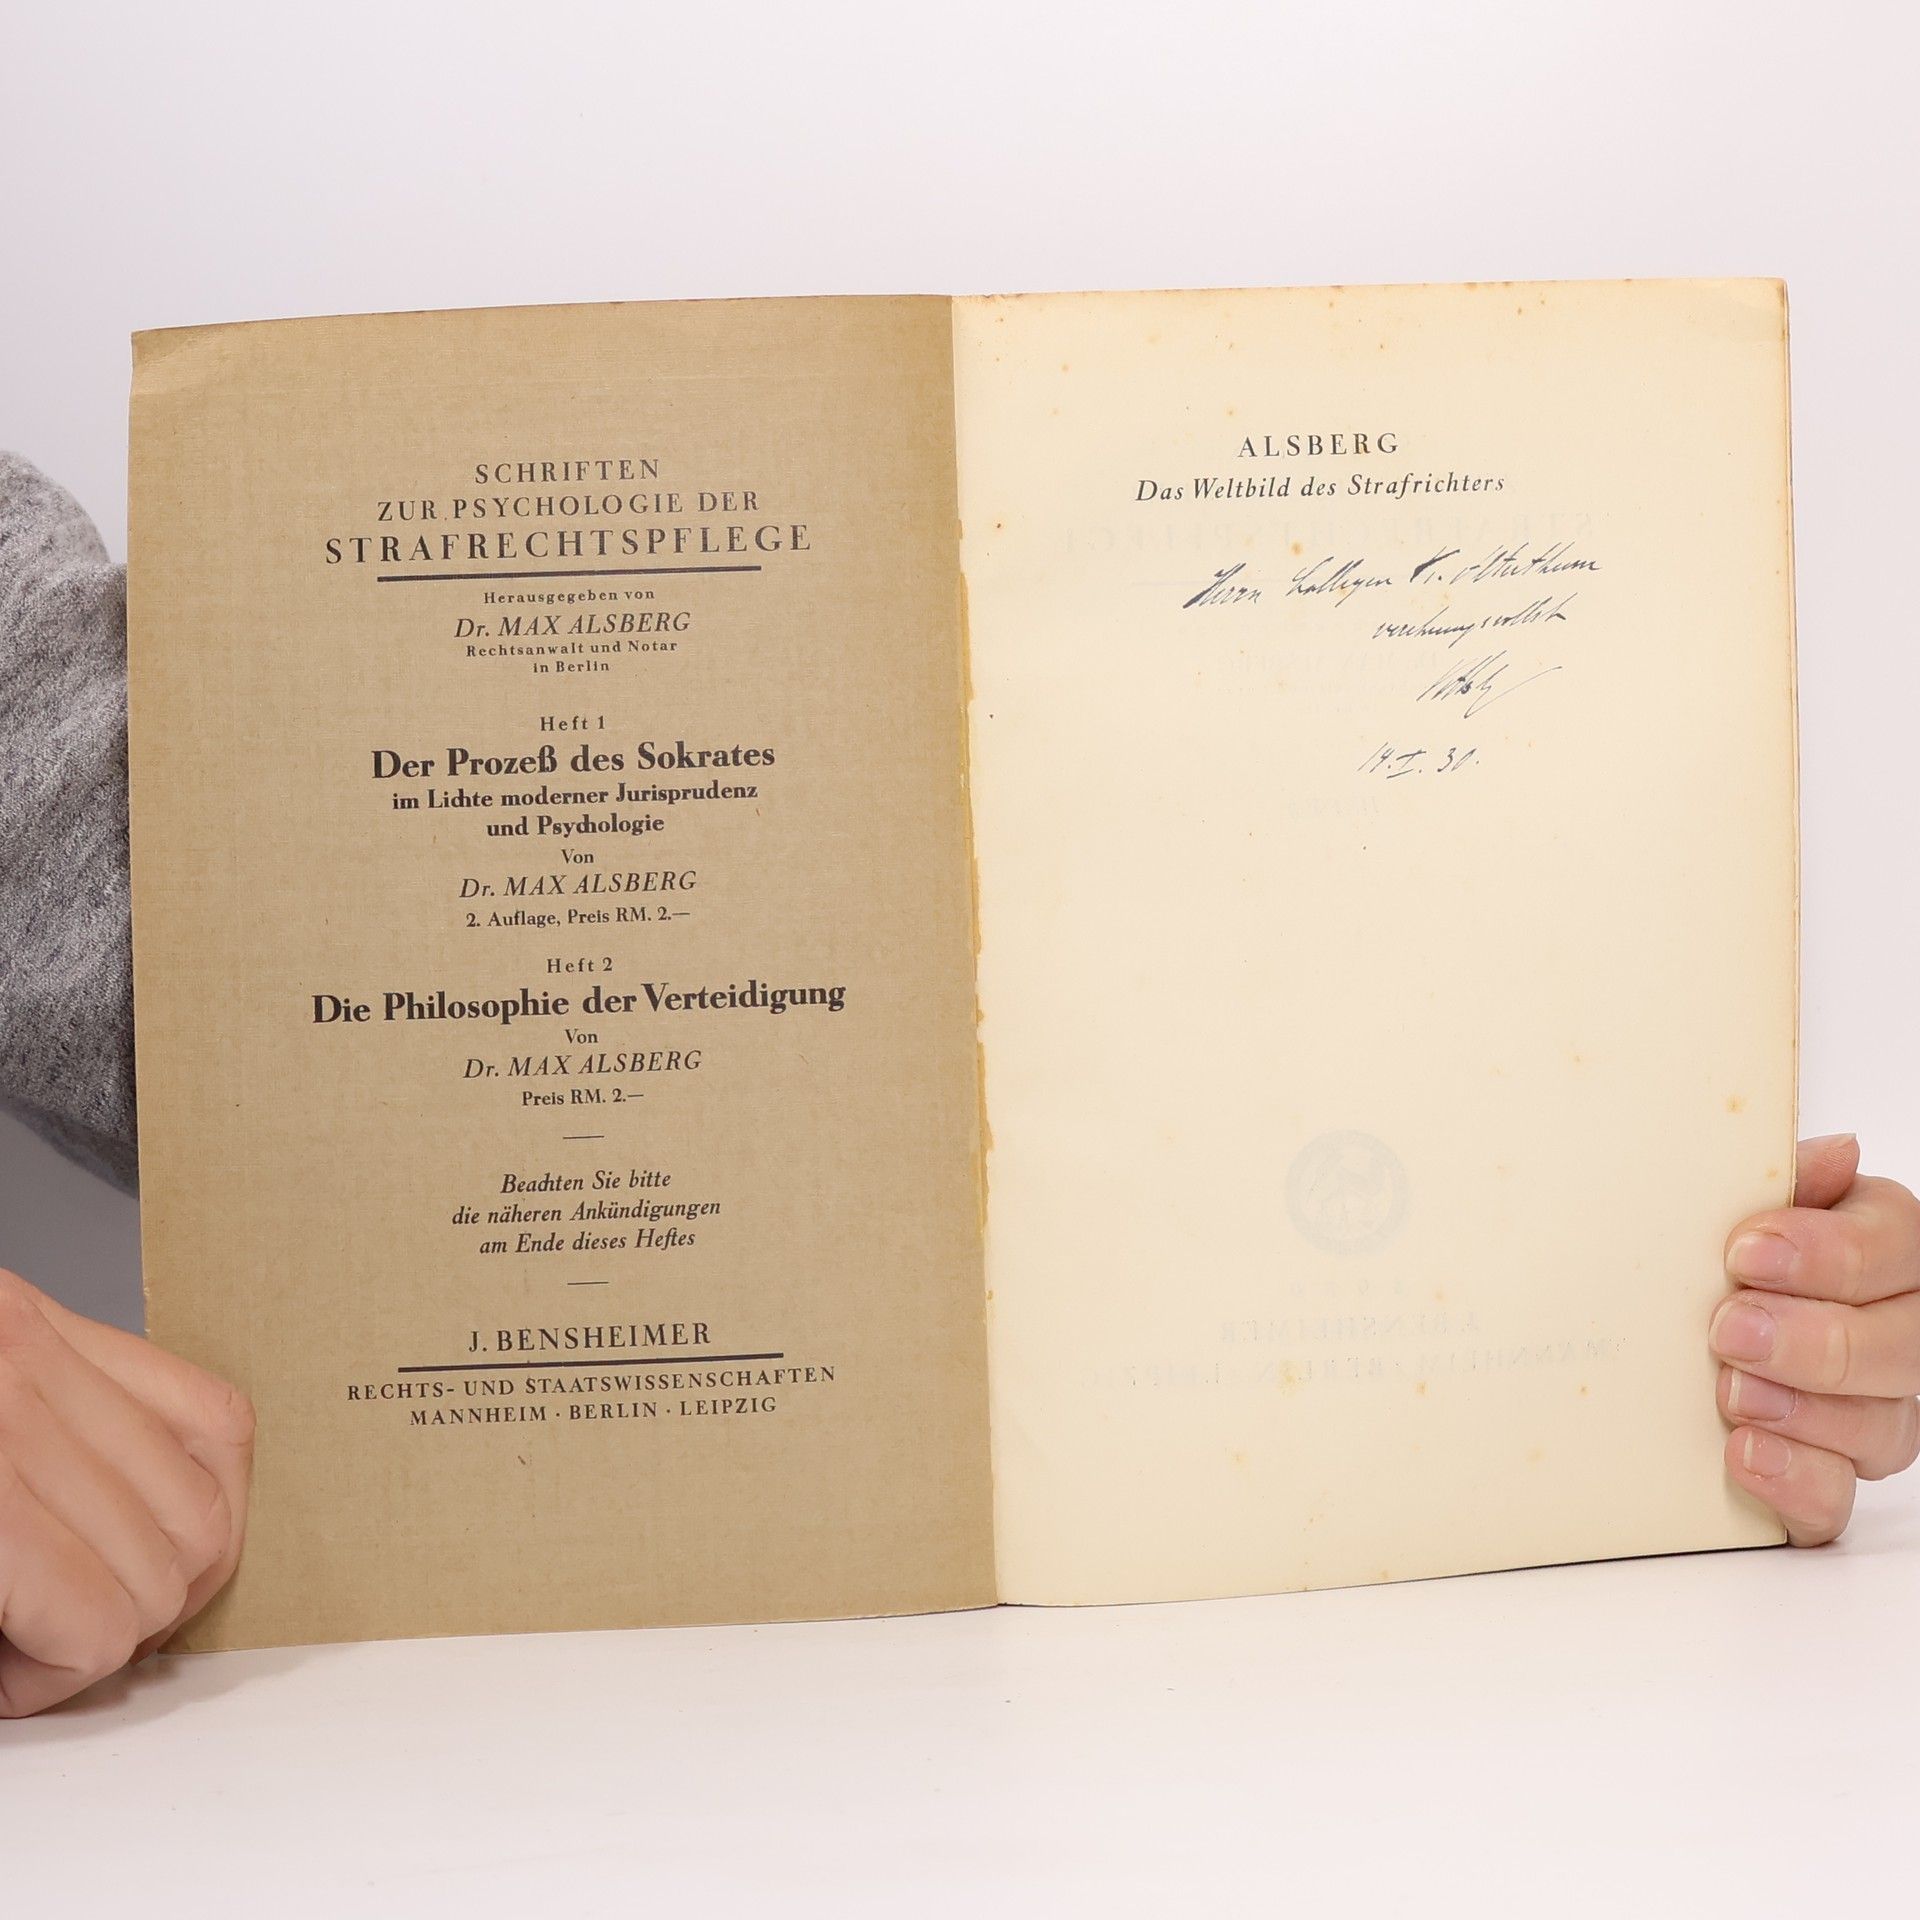 SCHRIFTEN
ZUR PSYCHOLOGIE DER
STRAFRECHTSPFLEGE
Herausgegeben von
Dr. MAX ALSBERG
Rechtsanwalt und Notar
in Berlin
Heft 1
Der Prozeß des Sokrates
im Lichte moderner Jurisprudenz
und Psychologie
Von
Dr. MAX ALSBERG
2. Auflage, Preis RM. 2.—
Heft 2
Die Philosophie der Verteidigung
Von
Dr. MAX ALSBERG
Preis RM. 2.—
Beachten Sie bitte
die näheren Ankündigungen
am Ende dieses Heftes
J. BENSHEIMER
RECHTS- UND STAATSWISSENSCHAFTEN
MANNHEIM · BERLIN · LEIPZIG
ALSBERG
Das Weltbild des Strafrichters
Herrn Kollegen
verehrungsvollst